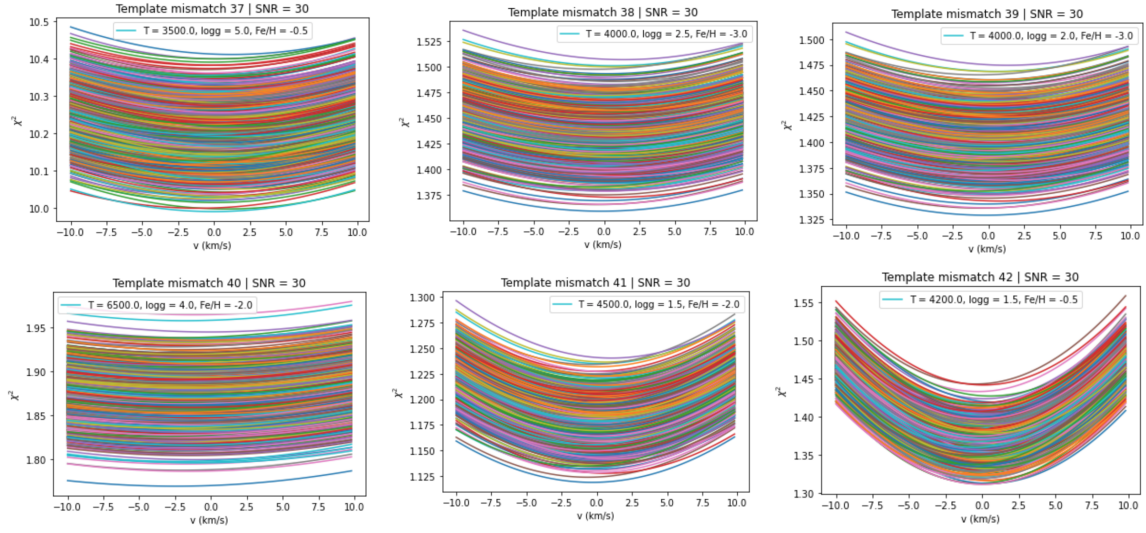 Template mismatch 37 | SNR = 30
10.5
10.4
10.3
10.2
10.1
10.0
χ²
T = 3500.0, logg = 5.0, Fe/H = -0.5
−10.0 −7.5 −5.0 −2.5 0.0 2.5 5.0 7.5 10.0
v (km/s)
Template mismatch 38 | SNR = 30
1.525
1.500
1.475
1.450
1.425
1.400
1.375
χ²
T = 4000.0, logg = 2.5, Fe/H = -3.0
−10.0 −7.5 −5.0 −2.5 0.0 2.5 5.0 7.5 10.0
v (km/s)
Template mismatch 39 | SNR = 30
1.500
1.475
1.450
1.425
1.400
1.375
1.350
1.325
χ²
T = 4000.0, logg = 2.0, Fe/H = -3.0
−10.0 −7.5 −5.0 −2.5 0.0 2.5 5.0 7.5 10.0
v (km/s)
Template mismatch 40 | SNR = 30
1.95
1.90
1.85
1.80
χ²
T = 6500.0, logg = 4.0, Fe/H = -2.0
−10.0 −7.5 −5.0 −2.5 0.0 2.5 5.0 7.5 10.0
v (km/s)
Template mismatch 41 | SNR = 30
1.300
1.275
1.250
1.225
1.200
1.175
1.150
1.125
χ²
T = 4500.0, logg = 1.5, Fe/H = -2.0
−10.0 −7.5 −5.0 −2.5 0.0 2.5 5.0 7.5 10.0
v (km/s)
Template mismatch 42 | SNR = 30
1.55
1.50
1.45
1.40
1.35
1.30
χ²
T = 4200.0, logg = 1.5, Fe/H = -0.5
−10.0 −7.5 −5.0 −2.5 0.0 2.5 5.0 7.5 10.0
v (km/s)